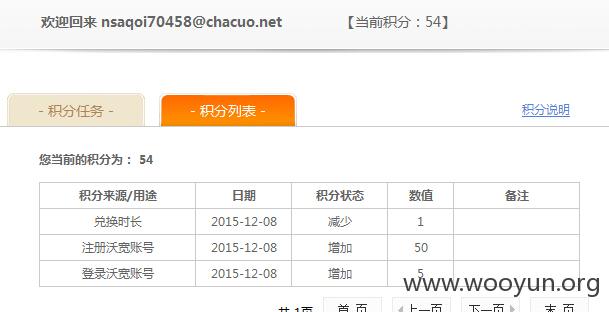 欢迎回来 nsaqoi70458@chacuo.net 【当前积分：54】
- 积分任务 - - 积分列表 - 积分说明
您当前的积分为： 54
积分来源/用途 日期 积分状态 数值 备注
兑换时长 2015-12-08 减少 1
注册沃宽账号 2015-12-08 增加 50
登录沃宽账号 2015-12-08 增加 5
www.wooyun.org
共 1页 首 页 上一页 下一页 末 页